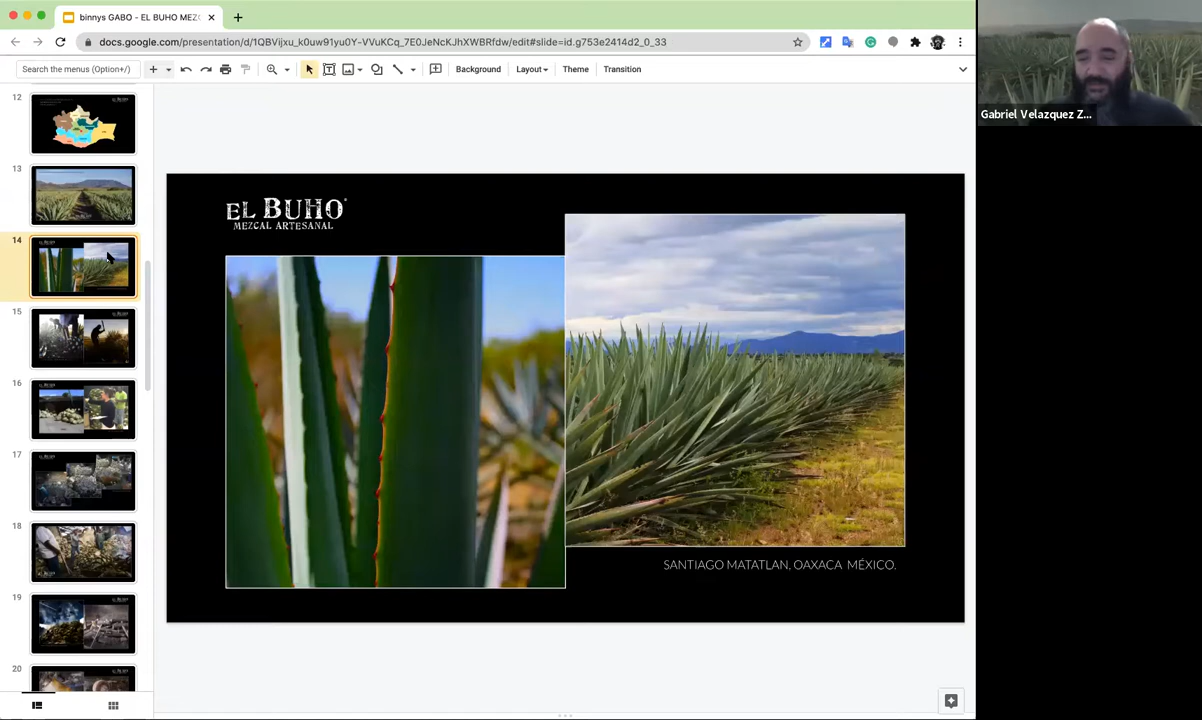 binnys GABO - EL BUHO MEZC
docs.google.com/presentation/d/1QBVijxu_k0uw91yu0Y-VVuKCq_7E0JeNcKJhXWBRfdw/edit#slide=id.g753e2414d2_0_33
Search the menus (Option+/)
Background
Layout
Theme
Transition
Gabriel Velazquez Z...
12
13
14
15
16
17
18
19
20
EL BUHO
MEZCAL ARTESANAL
SANTIAGO MATATLAN, OAXACA MÉXICO.